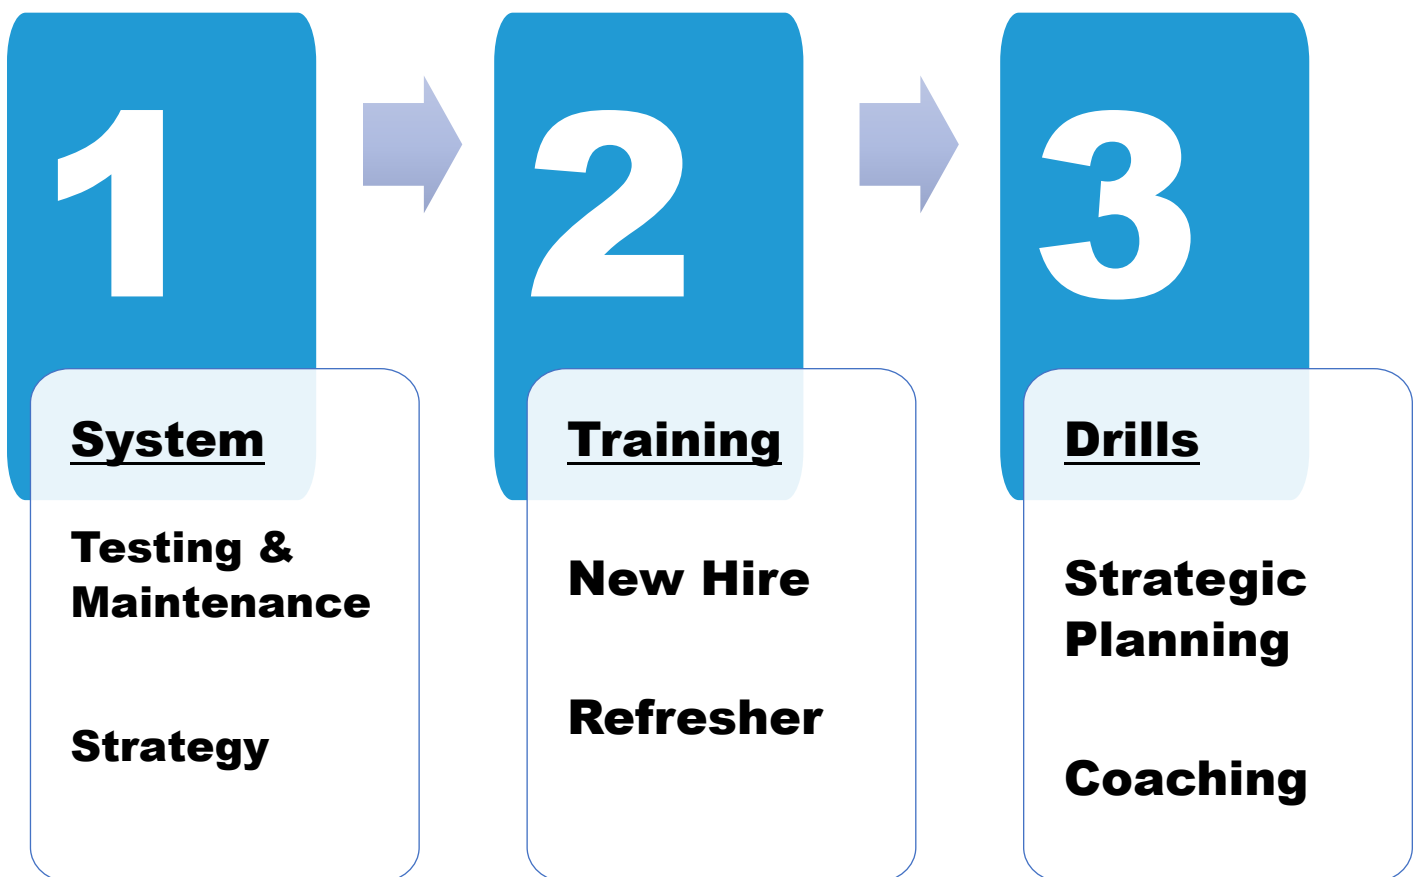 1
System
Testing &
Maintenance
Strategy
2
Training
New Hire
Refresher
3
Drills
Strategic
Planning
Coaching